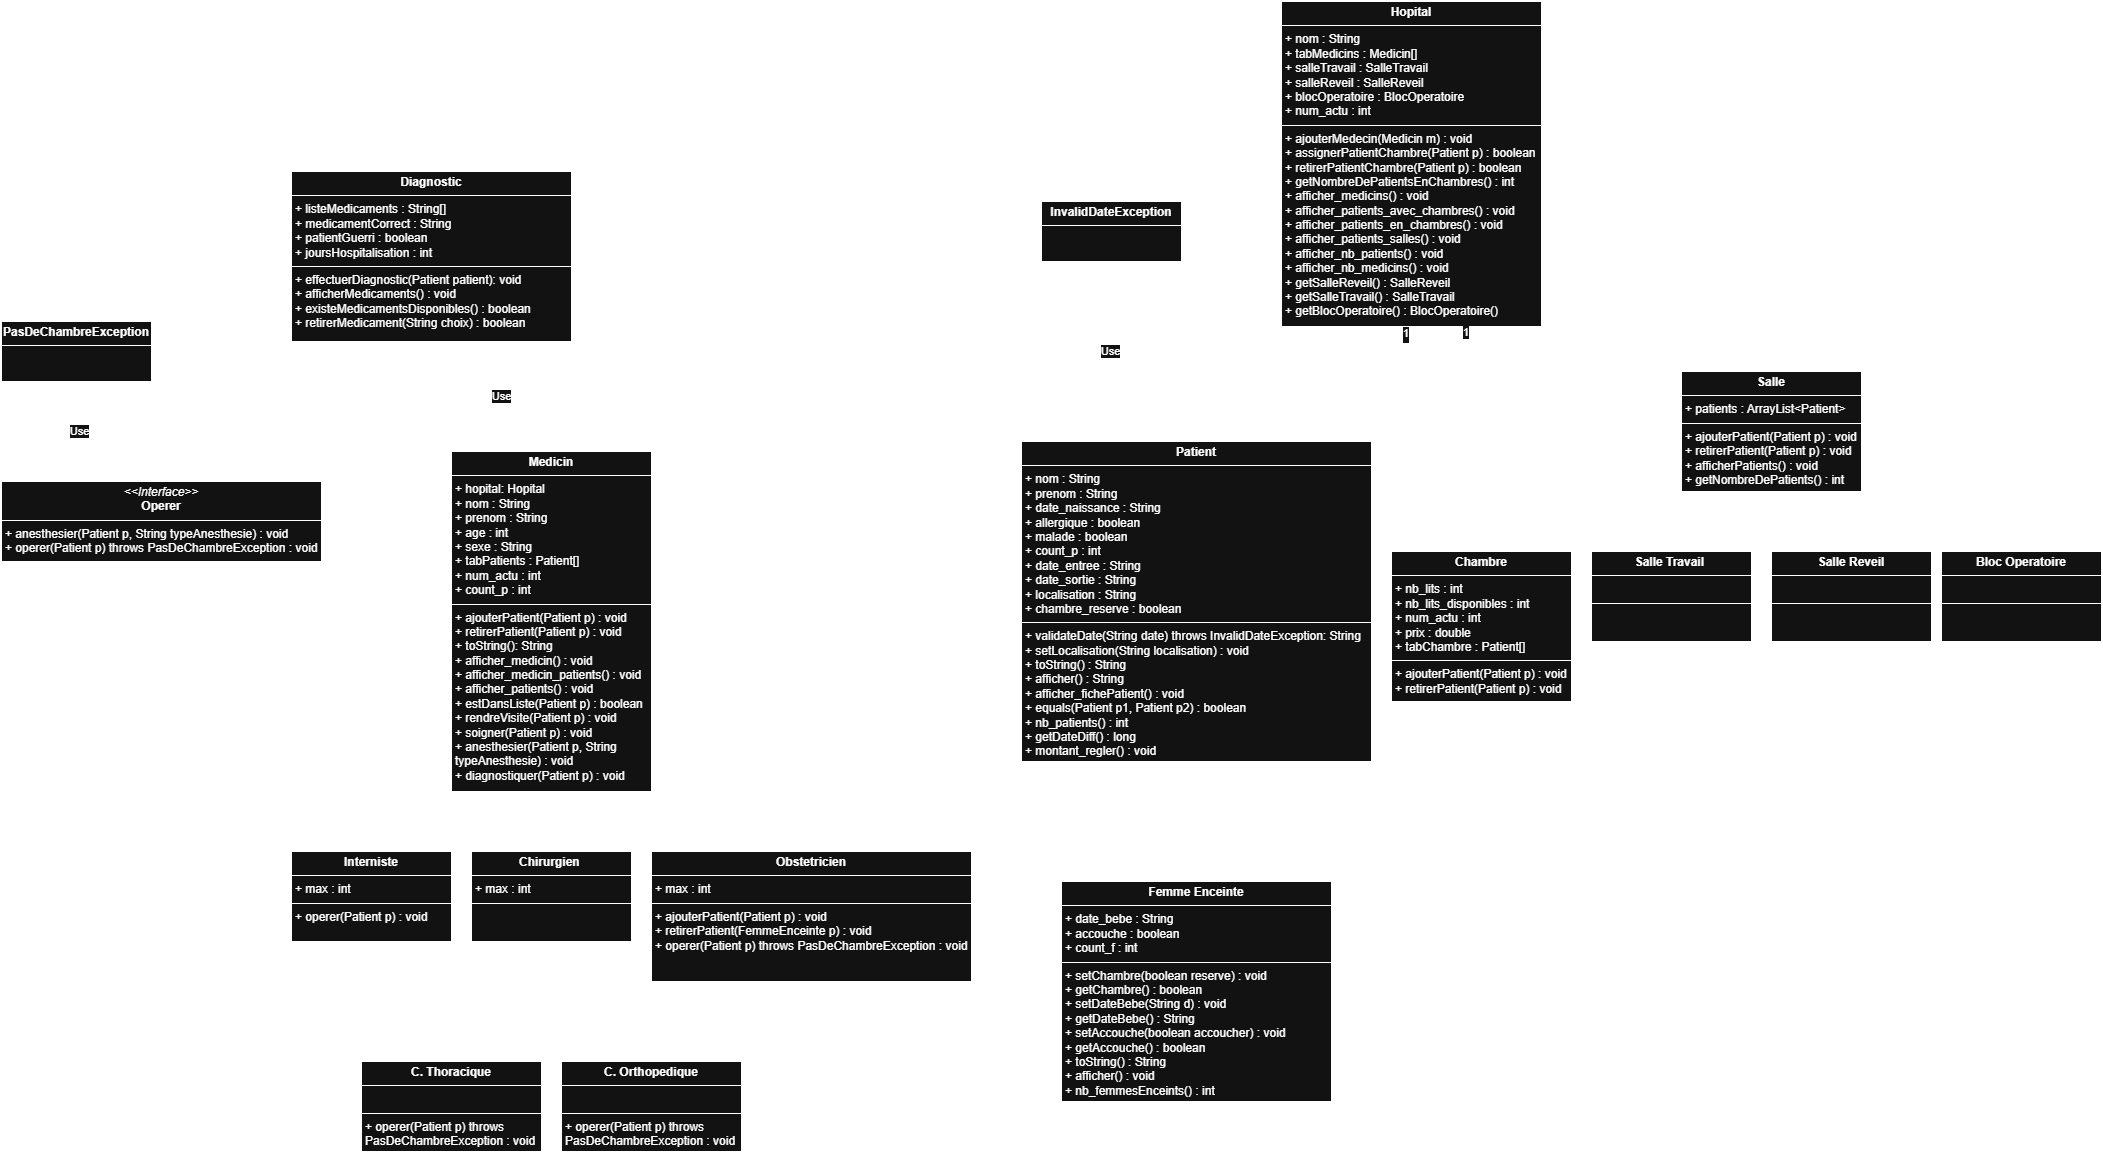 Hopital
+ nom : String
+ tabMedicins : Medicin[]
+ salleTravail : SalleTravail
+ salleReveil : SalleReveil
+ blocOperatoire : BlocOperatoire
+ num_actu : int
+ ajouterMedecin(Medicin m) : void
+ assignerPatientChambre(Patient p) : boolean
+ retirerPatientChambre(Patient p) : boolean
+ getNombreDePatientsEnChambres() : int
+ afficher_medicins() : void
+ afficher_patients_avec_chambres() : void
+ afficher_patients_en_chambres() : void
+ afficher_patients_salles() : void
+ afficher_nb_patients() : void
+ afficher_nb_medicins() : void
+ getSalleReveil() : SalleReveil
+ getSalleTravail() : SalleTravail
+ getBlocOperatoire() : BlocOperatoire()
1
1
Diagnostic
+ listeMedicaments : String[]
+ medicamentCorrect : String
+ patientGuerri : boolean
+ joursHospitalisation : int
+ effectuerDiagnostic(Patient patient): void
+ afficherMedicaments() : void
+ existeMedicamentsDisponibles() : boolean
+ retirerMedicament(String choix) : boolean
InvalidDateException
Use
PasDeChambreException
Use
Use
Salle
+ patients : ArrayList<Patient>
+ ajouterPatient(Patient p) : void
+ retirerPatient(Patient p) : void
+ afficherPatients() : void
+ getNombreDePatients() : int
<<Interface>>
Operer
+ anesthesier(Patient p, String typeAnesthesie) : void
+ operer(Patient p) throws PasDeChambreException : void
Medicin
+ hopital: Hopital
+ nom : String
+ prenom : String
+ age : int
+ sexe : String
+ tabPatients : Patient[]
+ num_actu : int
+ count_p : int
+ ajouterPatient(Patient p) : void
+ retirerPatient(Patient p) : void
+ toString(): String
+ afficher_medicin() : void
+ afficher_medicin_patients() : void
+ afficher_patients() : void
+ estDansListe(Patient p) : boolean
+ rendreVisite(Patient p) : void
+ soigner(Patient p) : void
+ anesthesier(Patient p, String
typeAnesthesie) : void
+ diagnostiquer(Patient p) : void
Patient
+ nom : String
+ prenom : String
+ date_naissance : String
+ allergique : boolean
+ malade : boolean
+ count_p : int
+ date_entree : String
+ date_sortie : String
+ localisation : String
+ chambre_reserve : boolean
+ validateDate(String date) throws InvalidDateException: String
+ setLocalisation(String localisation) : void
+ toString() : String
+ afficher() : String
+ afficher_fichePatient() : void
+ equals(Patient p1, Patient p2) : boolean
+ nb_patients() : int
+ getDateDiff() : long
+ montant_regler() : void
Chambre
+ nb_lits : int
+ nb_lits_disponibles : int
+ num_actu : int
+ prix : double
+ tabChambre : Patient[]
+ ajouterPatient(Patient p) : void
+ retirerPatient(Patient p) : void
Salle Travail
Salle Reveil
Bloc Operatoire
Interniste
+ max : int
+ operer(Patient p) : void
Chirurgien
+ max : int
Obstetricien
+ max : int
+ ajouterPatient(Patient p) : void
+ retirerPatient(FemmeEnceinte p) : void
+ operer(Patient p) throws PasDeChambreException : void
Femme Enceinte
+ date_bebe : String
+ accouche : boolean
+ count_f : int
+ setChambre(boolean reserve) : void
+ getChambre() : boolean
+ setDateBebe(String d) : void
+ getDateBebe() : String
+ setAccouche(boolean accoucher) : void
+ getAccouche() : boolean
+ toString() : String
+ afficher() : void
+ nb_femmesEnceints() : int
C. Thoracique
+ operer(Patient p) throws
PasDeChambreException : void
C. Orthopedique
+ operer(Patient p) throws
PasDeChambreException : void